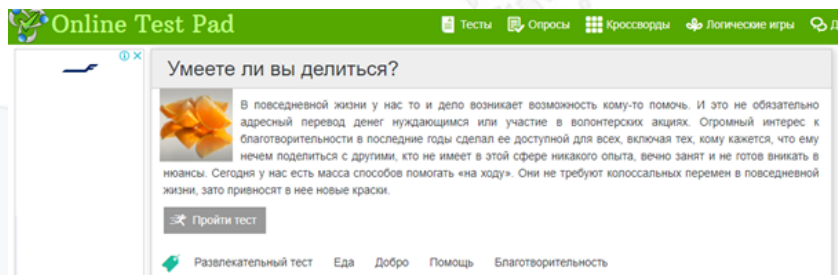 Online Test Pad
Тесты Опросы Кроссворды Логические игры
Умеете ли вы делиться?
В повседневной жизни у нас то и дело возникает возможность кому-то помочь. И это не обязательно
адресный перевод денег нуждающимся или участие в волонтерских акциях. Огромный интерес к
благотворительности в последние годы сделал ее доступной для всех, включая тех, кому кажется, что ему
нечем поделиться с другими, кто не имеет в этой сфере никакого опыта, вечно занят и не готов вникать в
нюансы. Сегодня у нас есть масса способов помогать «на ходу». Они не требуют колоссальных перемен в повседневной
жизни, зато привносят в нее новые краски.
Пройти тест
Развлекательный тест Еда Добро Помощь Благотворительность